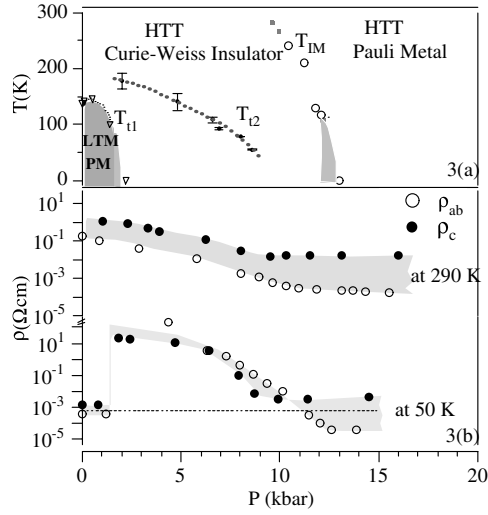 HTT
Curie-Weiss Insulator
HTT
Pauli Metal
T_IM
T_t1
T_t2
LTM
PM
3(a)
T(K)
300
200
100
0
ρ_ab
ρ_c
at 290 K
at 50 K
3(b)
ρ(Ωcm)
10^1
10^-1
10^-3
10^-5
10^1
10^-1
10^-3
10^-5
0
5
10
15
20
P (kbar)